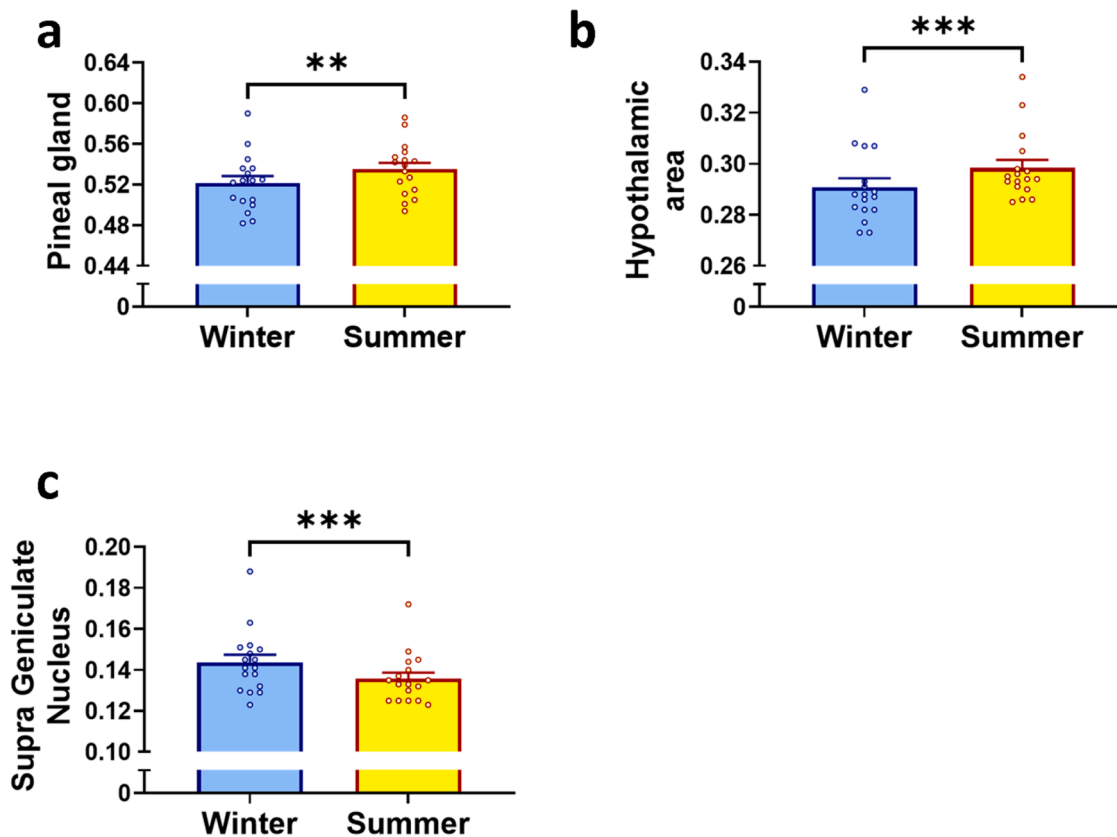 a
**
Pineal gland
0.64
0.60
0.56
0.52
0.48
0.44
0
Winter
Summer
b
***
Hypothalamic
area
0.34
0.32
0.30
0.28
0.26
0
Winter
Summer
c
***
Supra Geniculate
Nucleus
0.20
0.18
0.16
0.14
0.12
0.10
0
Winter
Summer